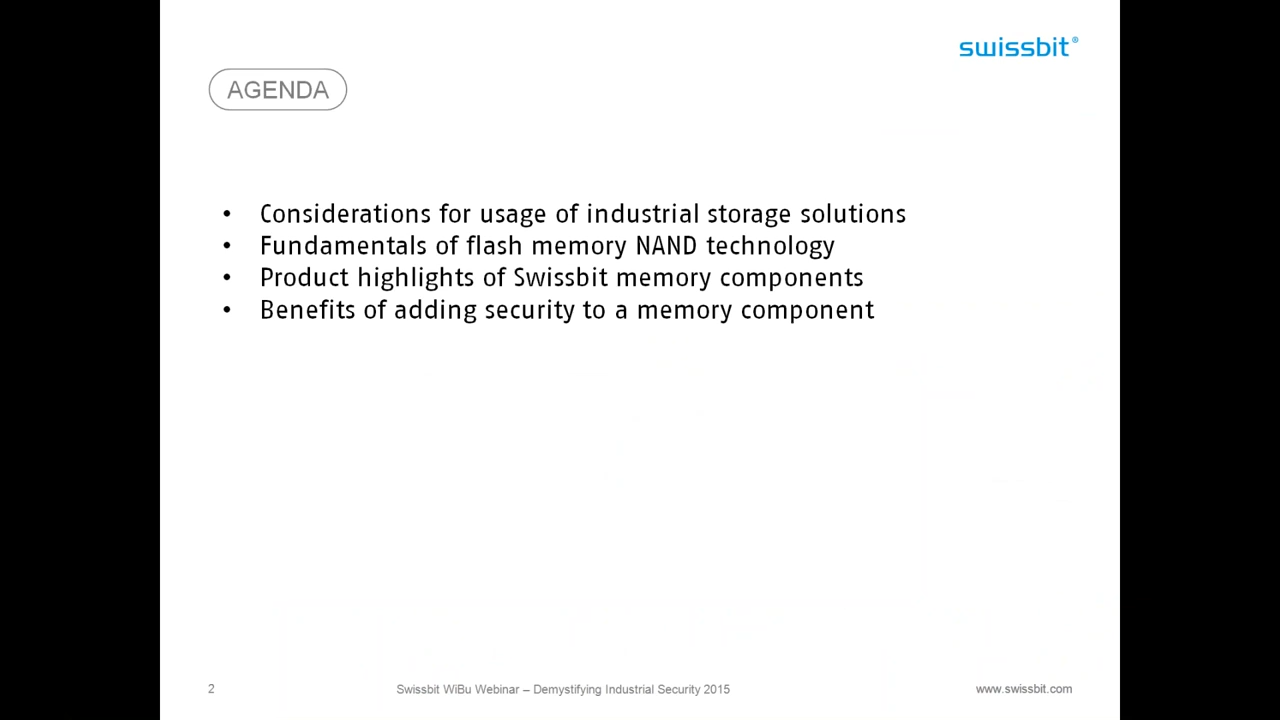 swissbit®
AGENDA
• Considerations for usage of industrial storage solutions
• Fundamentals of flash memory NAND technology
• Product highlights of Swissbit memory components
• Benefits of adding security to a memory component
2 Swissbit WiBu Webinar – Demystifying Industrial Security 2015 www.swissbit.com